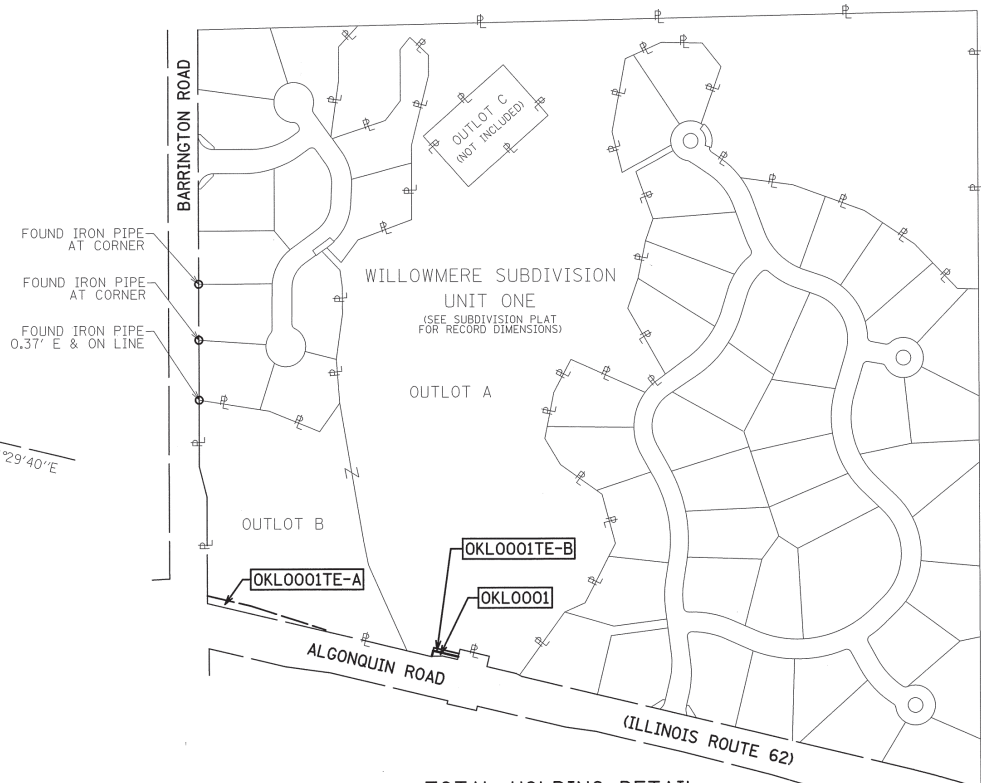 BARRINGTON ROAD
OUTLOT C
(NOT INCLUDED)
FOUND IRON PIPE
AT CORNER
FOUND IRON PIPE
AT CORNER
FOUND IRON PIPE
0.37' E & ON LINE
WILLOWMERE SUBDIVISION
UNIT ONE
(SEE SUBDIVISION PLAT
FOR RECORD DIMENSIONS)
OUTLOT A
°29'40"E
OUTLOT B
OKL0001TE-B
OKL0001TE-A
OKL0001
ALGONQUIN ROAD
(ILLINOIS ROUTE 62)